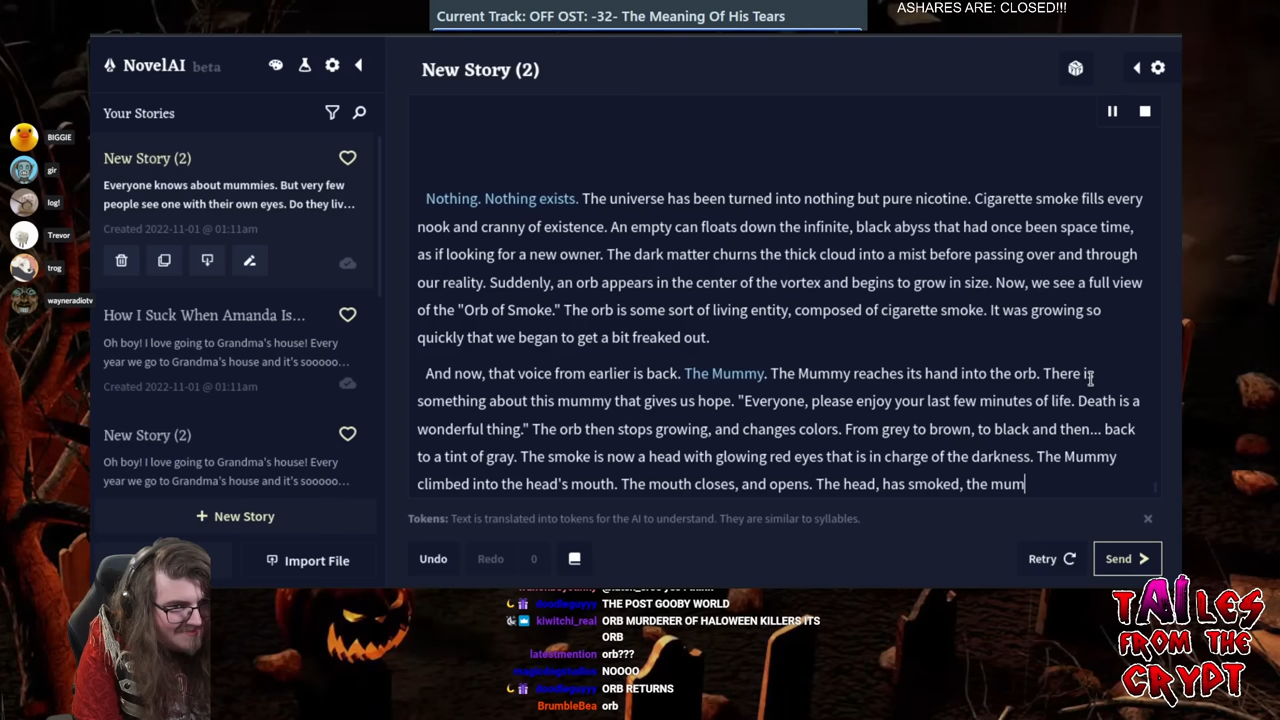 Current Track: OFF OST: -32- The Meaning Of His Tears
ASHARES ARE: CLOSED!!!
NovelAI beta
New Story (2)
Your Stories
BIGGIE
gir
log!
Trevor
trog
wayneradiotv
New Story (2)
Everyone knows about mummies. But very few
people see one with their own eyes. Do they liv...
Created 2022-11-01 @ 01:11am
How I Suck When Amanda Is...
Oh boy! I love going to Grandma's house! Every
year we go to Grandma's house and it's sooooo...
Created 2022-11-01 @ 01:11am
New Story (2)
Oh boy! I love going to Grandma's house! Every
year we go to Grandma's house and it's sooooo...
+ New Story
Import File
Nothing. Nothing exists. The universe has been turned into nothing but pure nicotine. Cigarette smoke fills every
nook and cranny of existence. An empty can floats down the infinite, black abyss that had once been space time,
as if looking for a new owner. The dark matter churns the thick cloud into a mist before passing over and through
our reality. Suddenly, an orb appears in the center of the vortex and begins to grow in size. Now, we see a full view
of the "Orb of Smoke." The orb is some sort of living entity, composed of cigarette smoke. It was growing so
quickly that we began to get a bit freaked out.
And now, that voice from earlier is back. The Mummy. The Mummy reaches its hand into the orb. There is
something about this mummy that gives us hope. "Everyone, please enjoy your last few minutes of life. Death is a
wonderful thing." The orb then stops growing, and changes colors. From grey to brown, to black and then... back
to a tint of gray. The smoke is now a head with glowing red eyes that is in charge of the darkness. The Mummy
climbed into the head's mouth. The mouth closes, and opens. The head, has smoked, the mum
Tokens: Text is translated into tokens for the AI to understand. They are similar to syllables.
Undo
Redo
0
Retry
Send
doodleguyyy THE POST GOOBY WORLD
kiwitchi_real ORB MURDERER OF HALOWEEN KILLERS ITS
ORB
latestmention orb???
NOOOO
doodleguyyy ORB RETURNS
BrumbleBea orb
TAILES
FROM THE
CRYPT